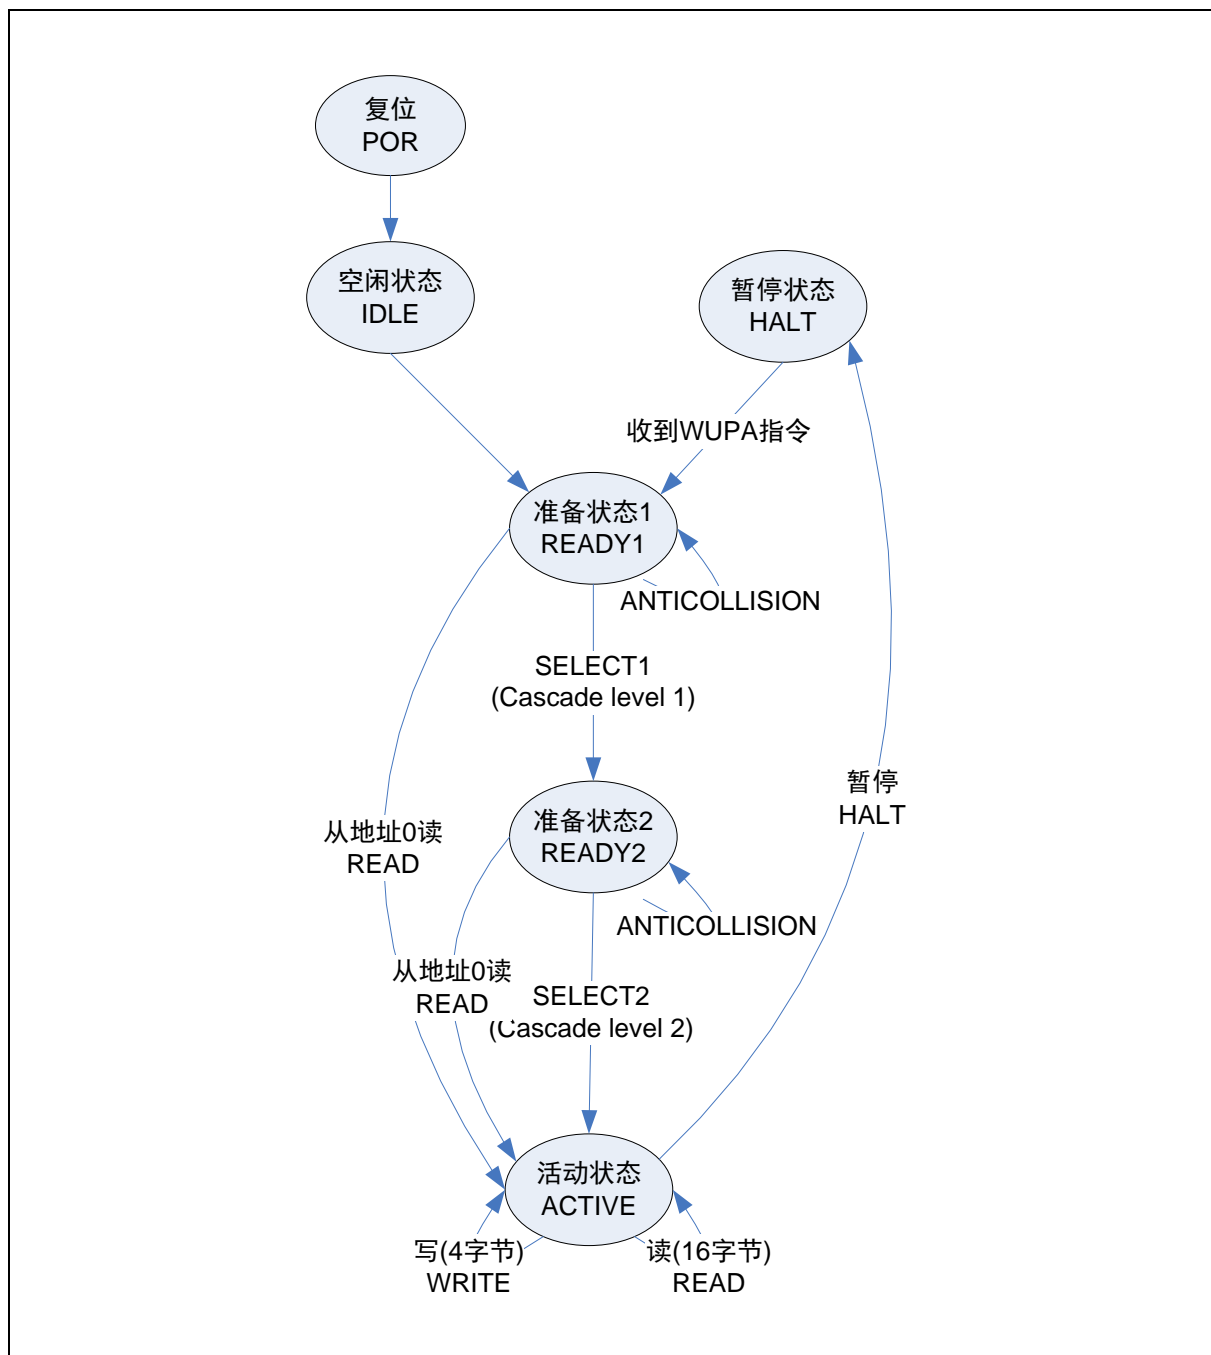 复位
POR
空闲状态
IDLE
暂停状态
HALT
收到WUPA指令
准备状态1
READY1
ANTICOLLISION
SELECT1
(Cascade level 1)
暂停
HALT
从地址0读
READ
准备状态2
READY2
ANTICOLLISION
从地址0读
READ
SELECT2
(Cascade level 2)
活动状态
ACTIVE
写(4字节)
WRITE
读(16字节)
READ